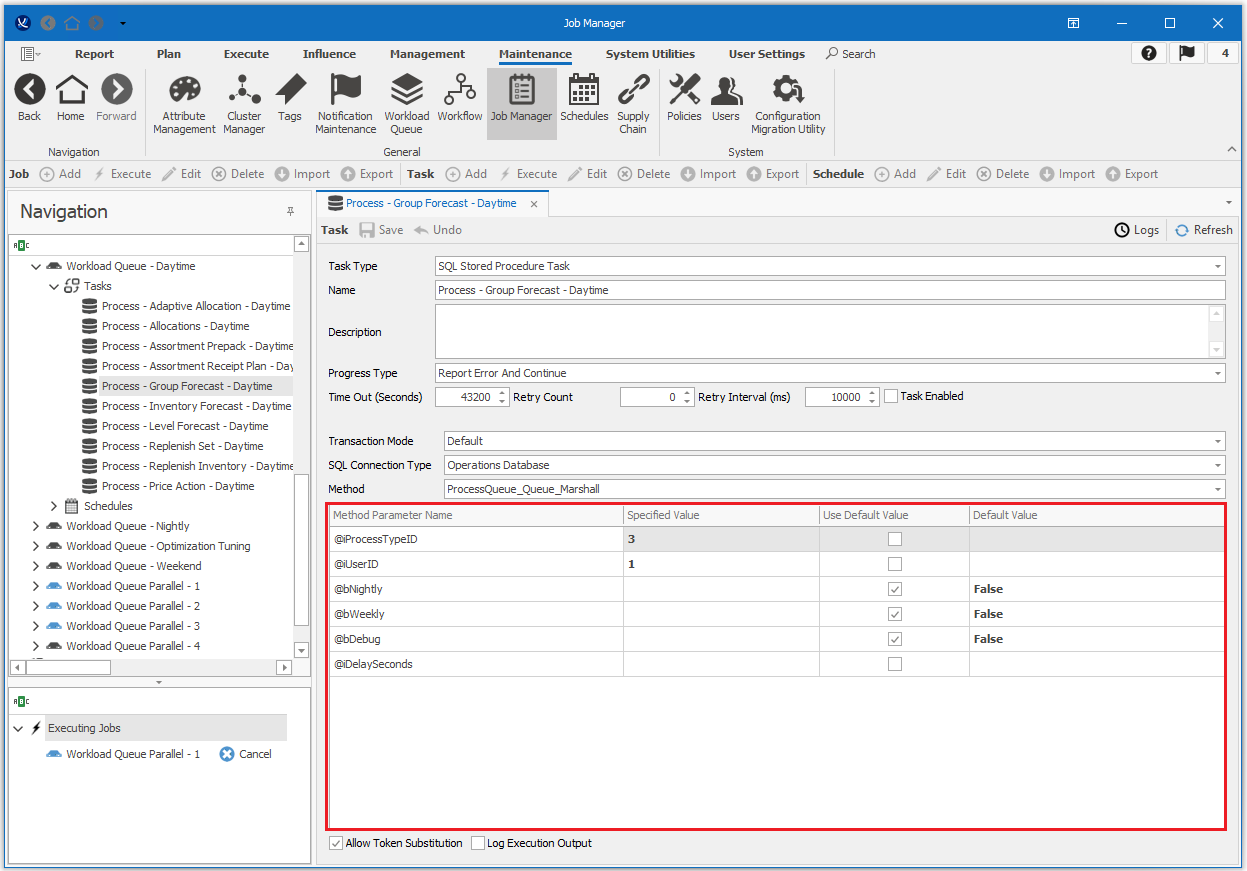 Job Manager
Report Plan Execute Influence Management Maintenance System Utilities User Settings Search 4
Back Home Forward Attribute Management Cluster Manager Tags Notification Maintenance Workload Queue Workflow Job Manager Schedules Supply Chain Policies Users Configuration Migration Utility
Navigation General System
Job Add Execute Edit Delete Import Export Task Add Execute Edit Delete Import Export Schedule Add Edit Delete Import Export
Navigation
ABC
Workload Queue - Daytime
Tasks
Process - Adaptive Allocation - Daytime
Process - Allocations - Daytime
Process - Assortment Prepack - Daytime
Process - Assortment Receipt Plan - Day
Process - Group Forecast - Daytime
Process - Inventory Forecast - Daytime
Process - Level Forecast - Daytime
Process - Replenish Set - Daytime
Process - Replenish Inventory - Daytime
Process - Price Action - Daytime
Schedules
Workload Queue - Nightly
Workload Queue - Optimization Tuning
Workload Queue - Weekend
Workload Queue Parallel - 1
Workload Queue Parallel - 2
Workload Queue Parallel - 3
Workload Queue Parallel - 4
ABC
Executing Jobs
Workload Queue Parallel - 1 Cancel
Process - Group Forecast - Daytime
Task Save Undo Logs Refresh
Task Type SQL Stored Procedure Task
Name Process - Group Forecast - Daytime
Description
Progress Type Report Error And Continue
Time Out (Seconds) 43200 Retry Count 0 Retry Interval (ms) 10000 Task Enabled
Transaction Mode Default
SQL Connection Type Operations Database
Method ProcessQueue_Queue_Marshall
Method Parameter Name Specified Value Use Default Value Default Value
@iProcessTypeID 3
@iUserID 1
@bNightly False
@bWeekly False
@bDebug False
@iDelaySeconds
Allow Token Substitution Log Execution Output